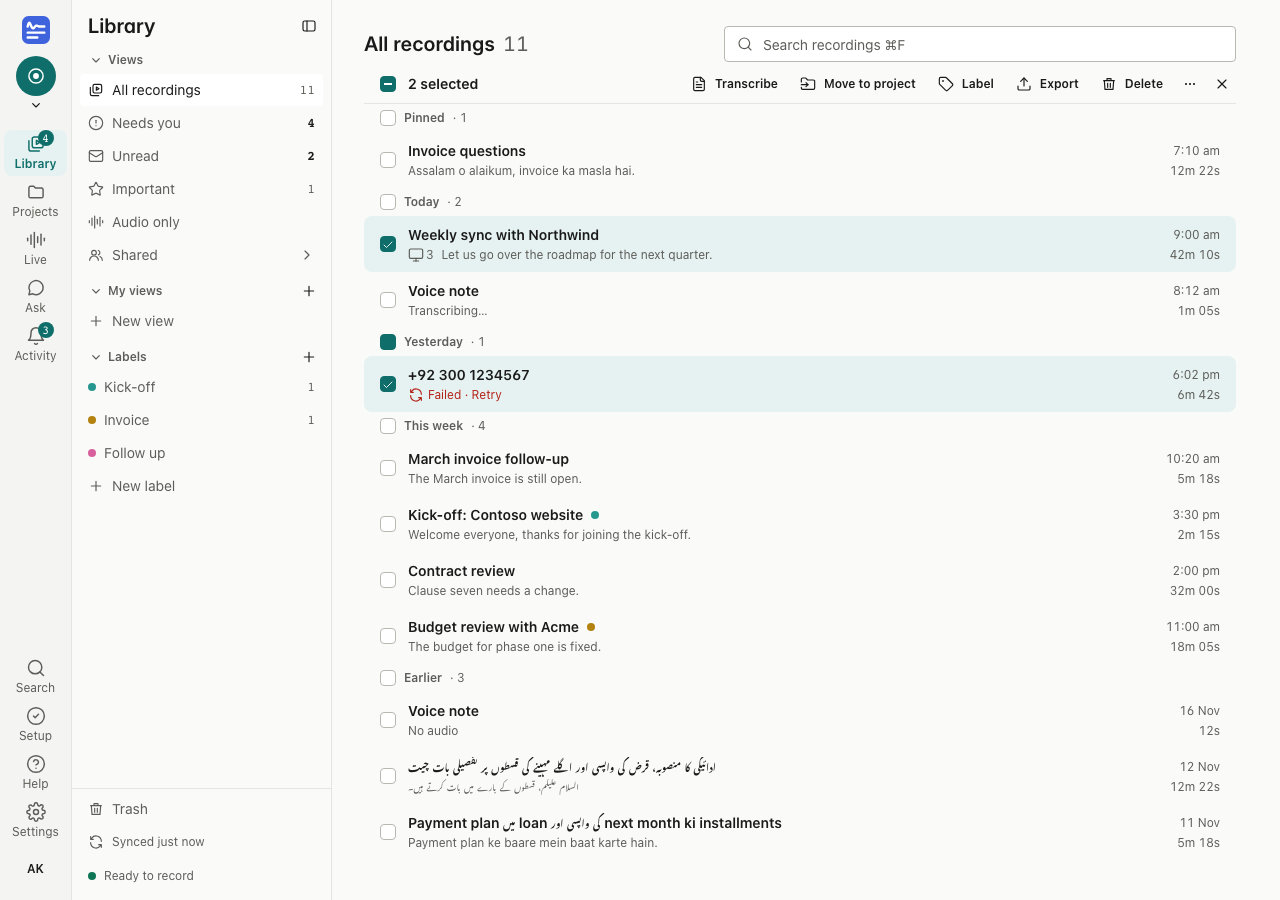 Library
Views
All recordings 11
Needs you 4
Unread 2
Important 1
Audio only
Shared
My views
New view
Labels
Kick-off 1
Invoice 1
Follow up
New label
Trash
Synced just now
Ready to record
4
Library
Projects
Live
Ask
3
Activity
Search
Setup
Help
Settings
AK
All recordings 11
Search recordings ⌘F
2 selected
Transcribe
Move to project
Label
Export
Delete
Pinned · 1
Invoice questions 7:10 am
Assalam o alaikum, invoice ka masla hai. 12m 22s
Today · 2
Weekly sync with Northwind 9:00 am
3 Let us go over the roadmap for the next quarter. 42m 10s
Voice note 8:12 am
Transcribing... 1m 05s
Yesterday · 1
+92 300 1234567 6:02 pm
Failed · Retry 6m 42s
This week · 4
March invoice follow-up 10:20 am
The March invoice is still open. 5m 18s
Kick-off: Contoso website 3:30 pm
Welcome everyone, thanks for joining the kick-off. 2m 15s
Contract review 2:00 pm
Clause seven needs a change. 32m 00s
Budget review with Acme 11:00 am
The budget for phase one is fixed. 18m 05s
Earlier · 3
Voice note 16 Nov
No audio 12s
ادائیگی کا منصوبہ، قرض کی واپسی اور اگلے مہینے کی قسطوں پر تفصیلی بات چیت 12 Nov
السلام علیکم، قسطوں کے بارے میں بات کرتے ہیں۔ 12m 22s
Payment plan میں loan کی واپسی اور next month ki installments 11 Nov
Payment plan ke baare mein baat karte hain. 5m 18s